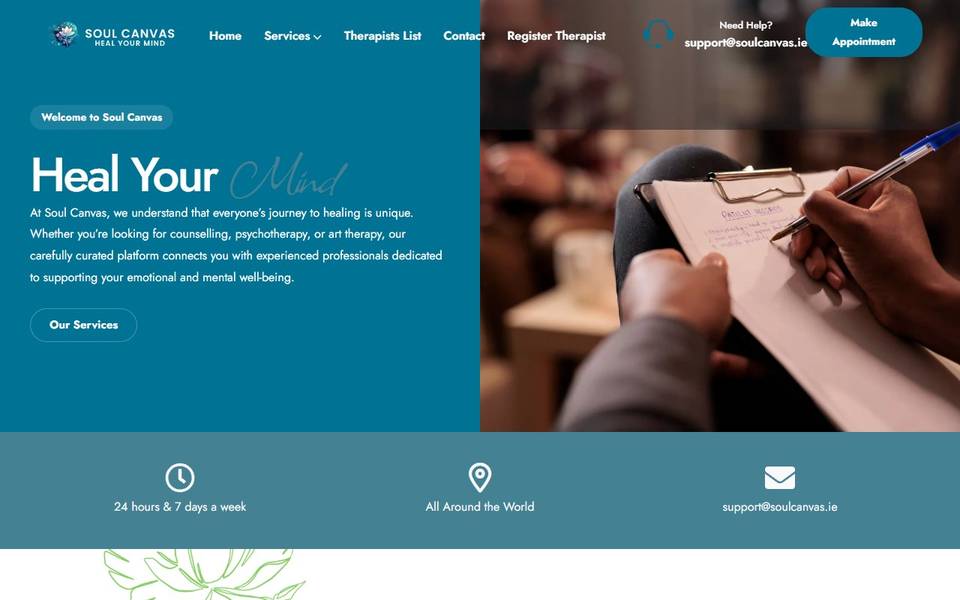 SOUL CANVAS
HEAL YOUR MIND
Home
Services
Therapists List
Contact
Register Therapist
Need Help?
support@soulcanvas.ie
Make
Appointment
Welcome to Soul Canvas
Heal Your Mind
At Soul Canvas, we understand that everyone's journey to healing is unique.
Whether you're looking for counselling, psychotherapy, or art therapy, our
carefully curated platform connects you with experienced professionals dedicated
to supporting your emotional and mental well-being.
Our Services
PATIENT RECORDS
24 hours & 7 days a week
All Around the World
support@soulcanvas.ie